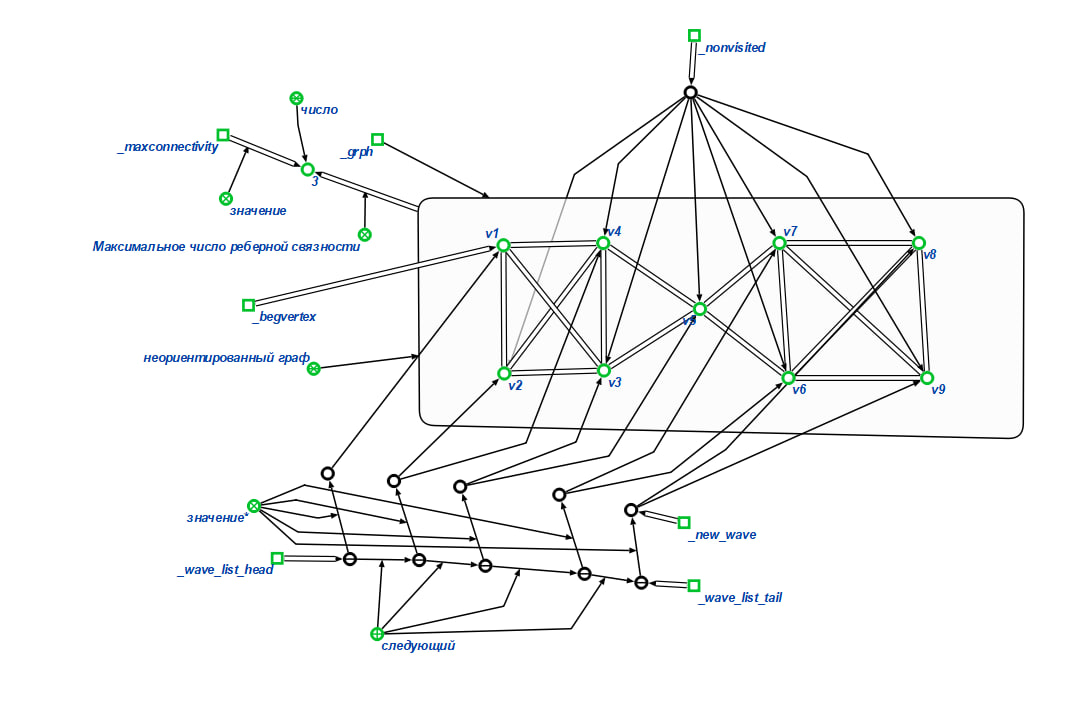 _nonvisited
число
_maxconnectivity
_grph
3
значение
Максимальное число реберной связности
v1
v4
v7
v8
_begvertex
v5
неориентированный граф
v2
v3
v6
v9
значение*
_new_wave
_wave_list_head
_wave_list_tail
следующий